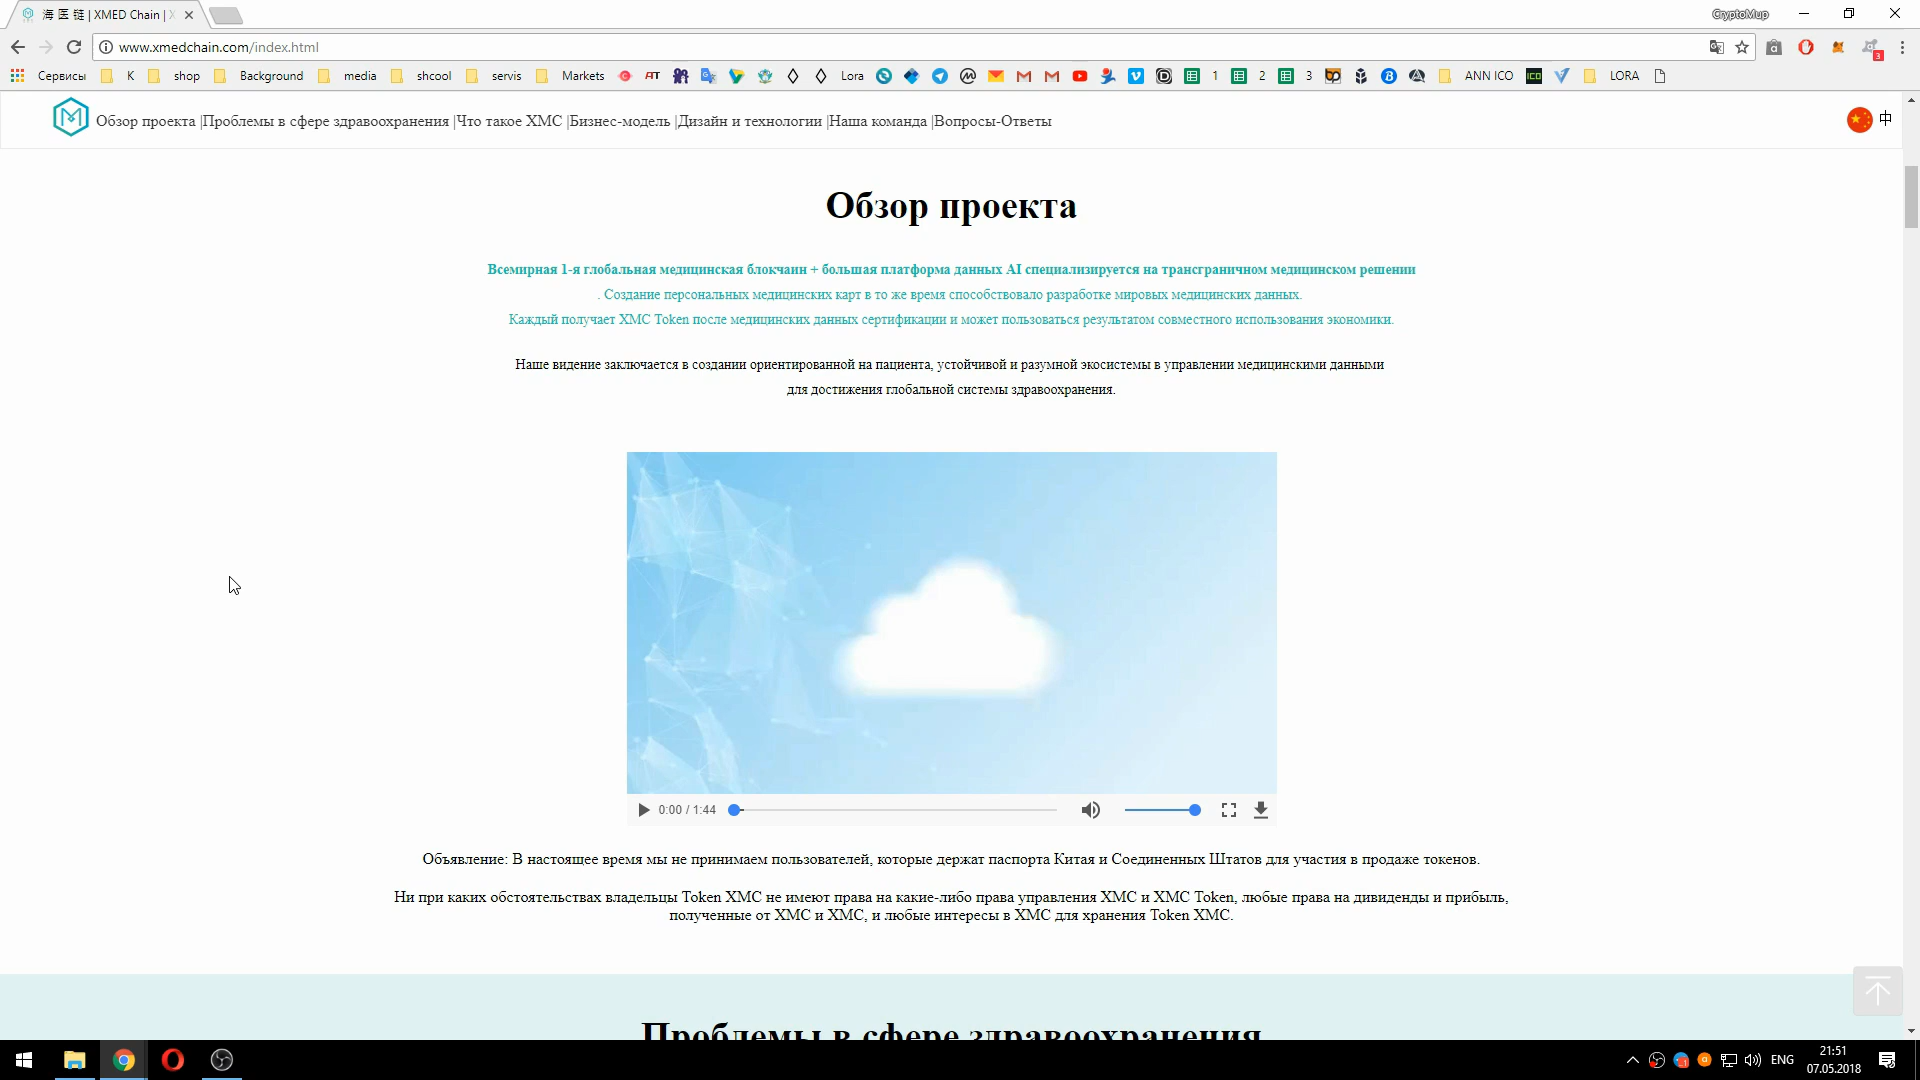 海 医 链 | XMED Chain |
CryptoMup
www.xmedchain.com/index.html
Сервисы K shop Background media shcool servis Markets Lora 1 2 3 ANN ICO LORA
Обзор проекта |Проблемы в сфере здравоохранения |Что такое XMC |Бизнес-модель |Дизайн и технологии |Наша команда |Вопросы-Ответы
中
Обзор проекта
Всемирная 1-я глобальная медицинская блокчаин + большая платформа данных AI специализируется на трансграничном медицинском решении
. Создание персональных медицинских карт в то же время способствовало разработке мировых медицинских данных.
Каждый получает XMC Token после медицинских данных сертификации и может пользоваться результатом совместного использования экономики.
Наше видение заключается в создании ориентированной на пациента, устойчивой и разумной экосистемы в управлении медицинскими данными
для достижения глобальной системы здравоохранения.
0:00 / 1:44
Объявление: В настоящее время мы не принимаем пользователей, которые держат паспорта Китая и Соединенных Штатов для участия в продаже токенов.
Ни при каких обстоятельствах владельцы Token XMC не имеют права на какие-либо права управления XMC и XMC Token, любые права на дивиденды и прибыль,
полученные от XMC и XMC, и любые интересы в XMC для хранения Token XMC.
Проблемы в сфере здравоохранения
ENG
21:51
07.05.2018